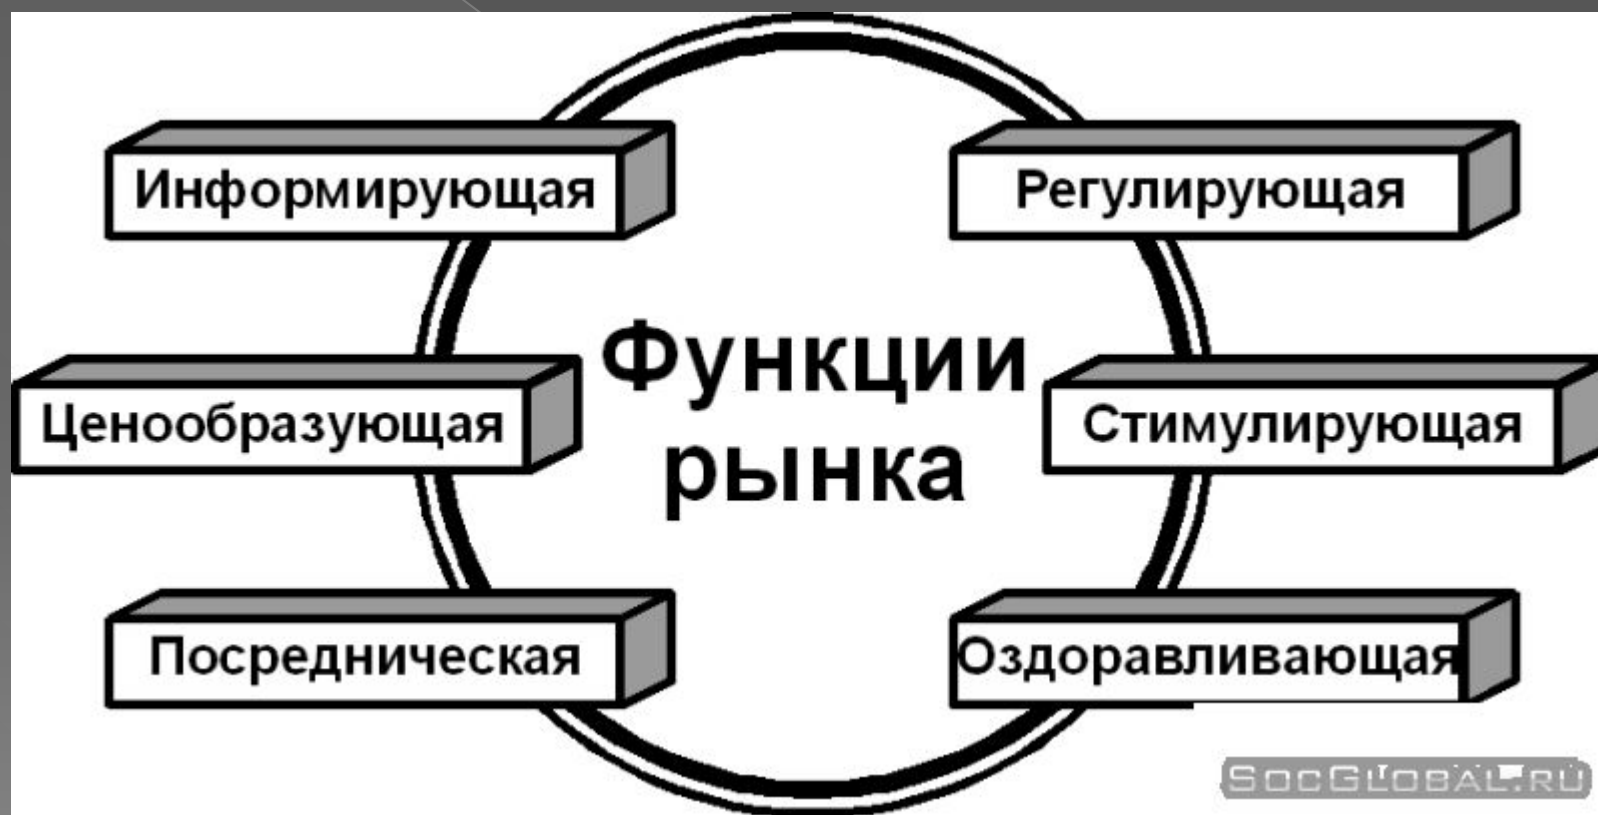 Информирующая
Регулирующая
Функции
рынка
Ценообразующая
Стимулирующая
Посредническая
Оздоравливающая
SOCGLOBAL.RU